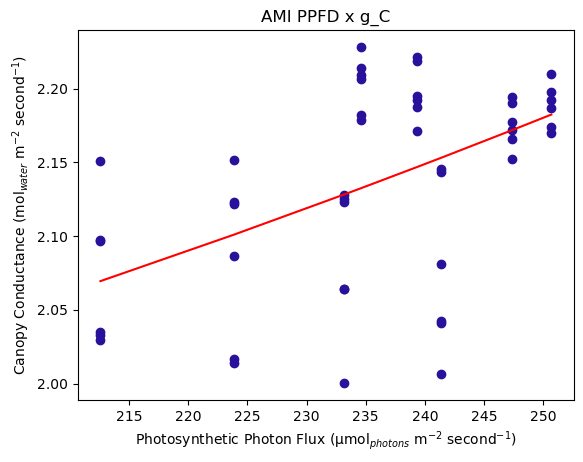 AMI PPFD x g_C
Canopy Conductance (mol_water m⁻² second⁻¹)
2.20
2.15
2.10
2.05
2.00
215 220 225 230 235 240 245 250
Photosynthetic Photon Flux (μmol_photons m⁻² second⁻¹)